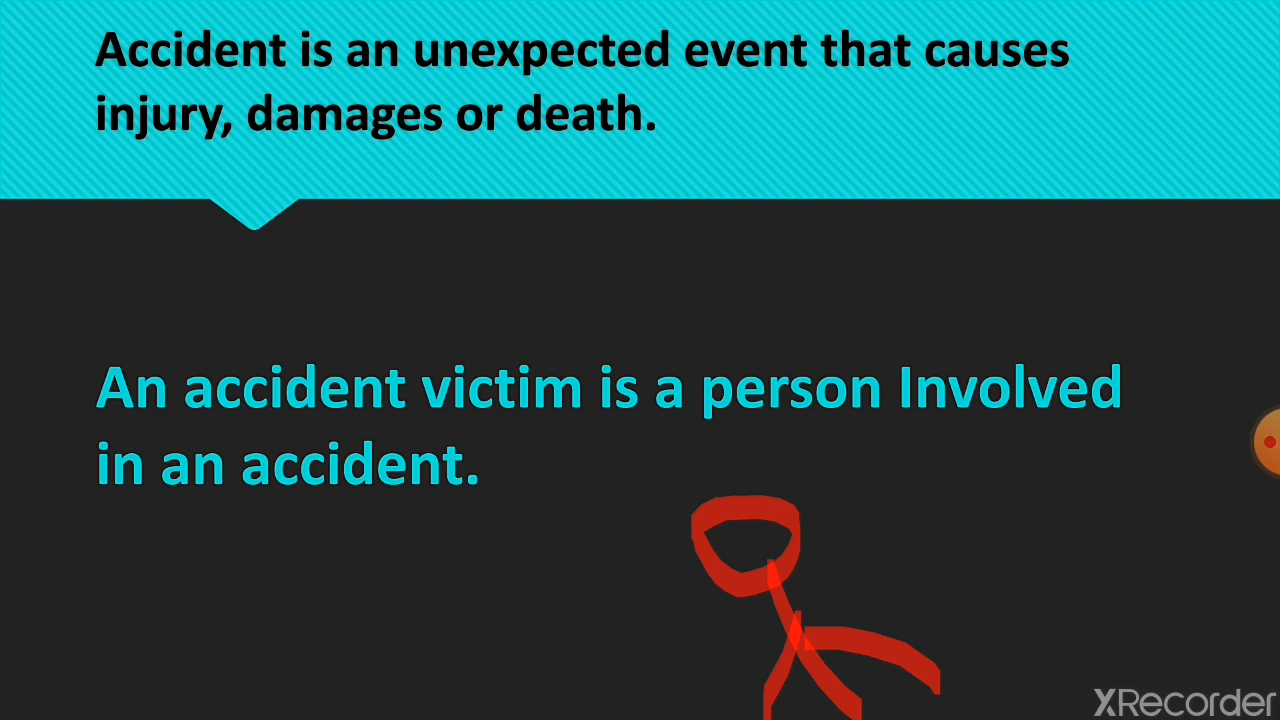 Accident is an unexpected event that causes
injury, damages or death.
An accident victim is a person Involved
in an accident.
XRecorder